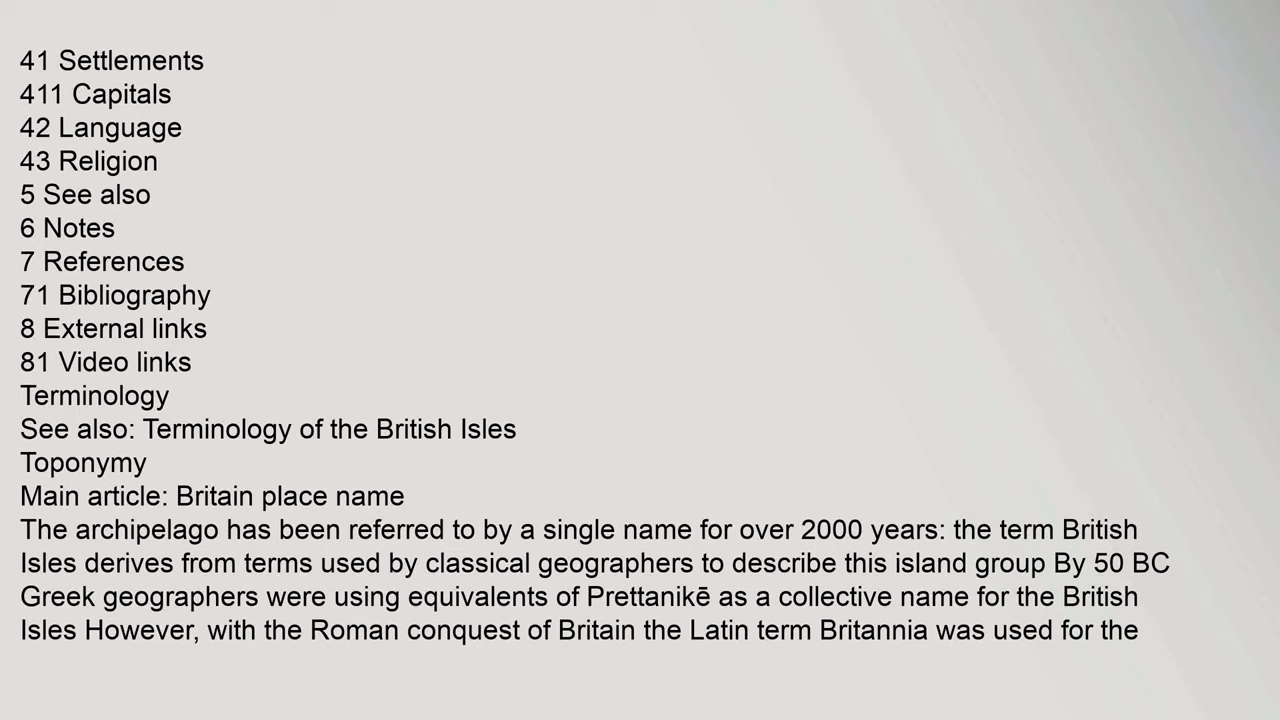 41 Settlements
411 Capitals
42 Language
43 Religion
5 See also
6 Notes
7 References
71 Bibliography
8 External links
81 Video links
Terminology
See also: Terminology of the British Isles
Toponymy
Main article: Britain place name
The archipelago has been referred to by a single name for over 2000 years: the term British
Isles derives from terms used by classical geographers to describe this island group By 50 BC
Greek geographers were using equivalents of Prettanikē as a collective name for the British
Isles However, with the Roman conquest of Britain the Latin term Britannia was used for the